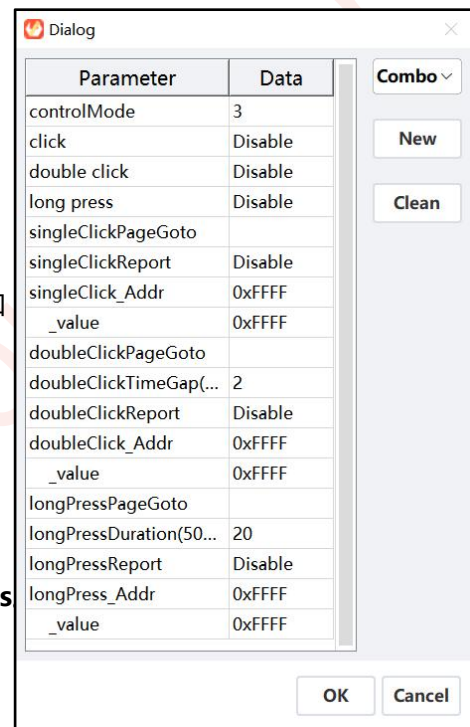 Dialog
Parameter Data
Combo
controlMode 3
click Disable
New
double click Disable
long press Disable
Clean
singleClickPageGoto
singleClickReport Disable
singleClick_Addr 0xFFFF
_value 0xFFFF
doubleClickPageGoto
doubleClickTimeGap(... 2
doubleClickReport Disable
doubleClick_Addr 0xFFFF
_value 0xFFFF
longPressPageGoto
longPressDuration(50... 20
longPressReport Disable
s.
longPress_Addr 0xFFFF
_value 0xFFFF
OK Cancel